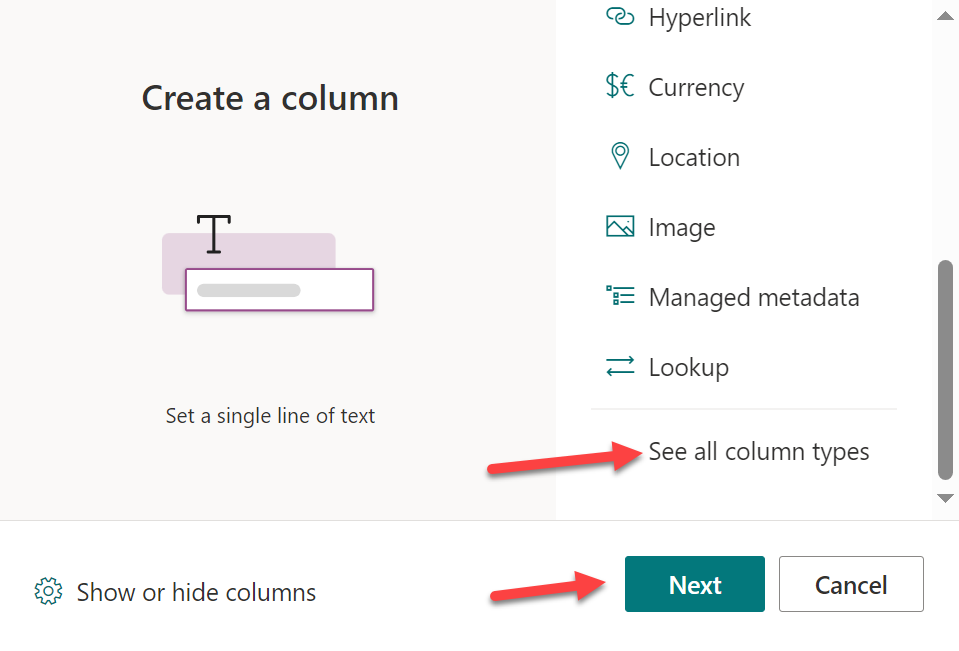 Create a column
Set a single line of text
Hyperlink
$€ Currency
Location
Image
Managed metadata
Lookup
See all column types
Show or hide columns
Next
Cancel